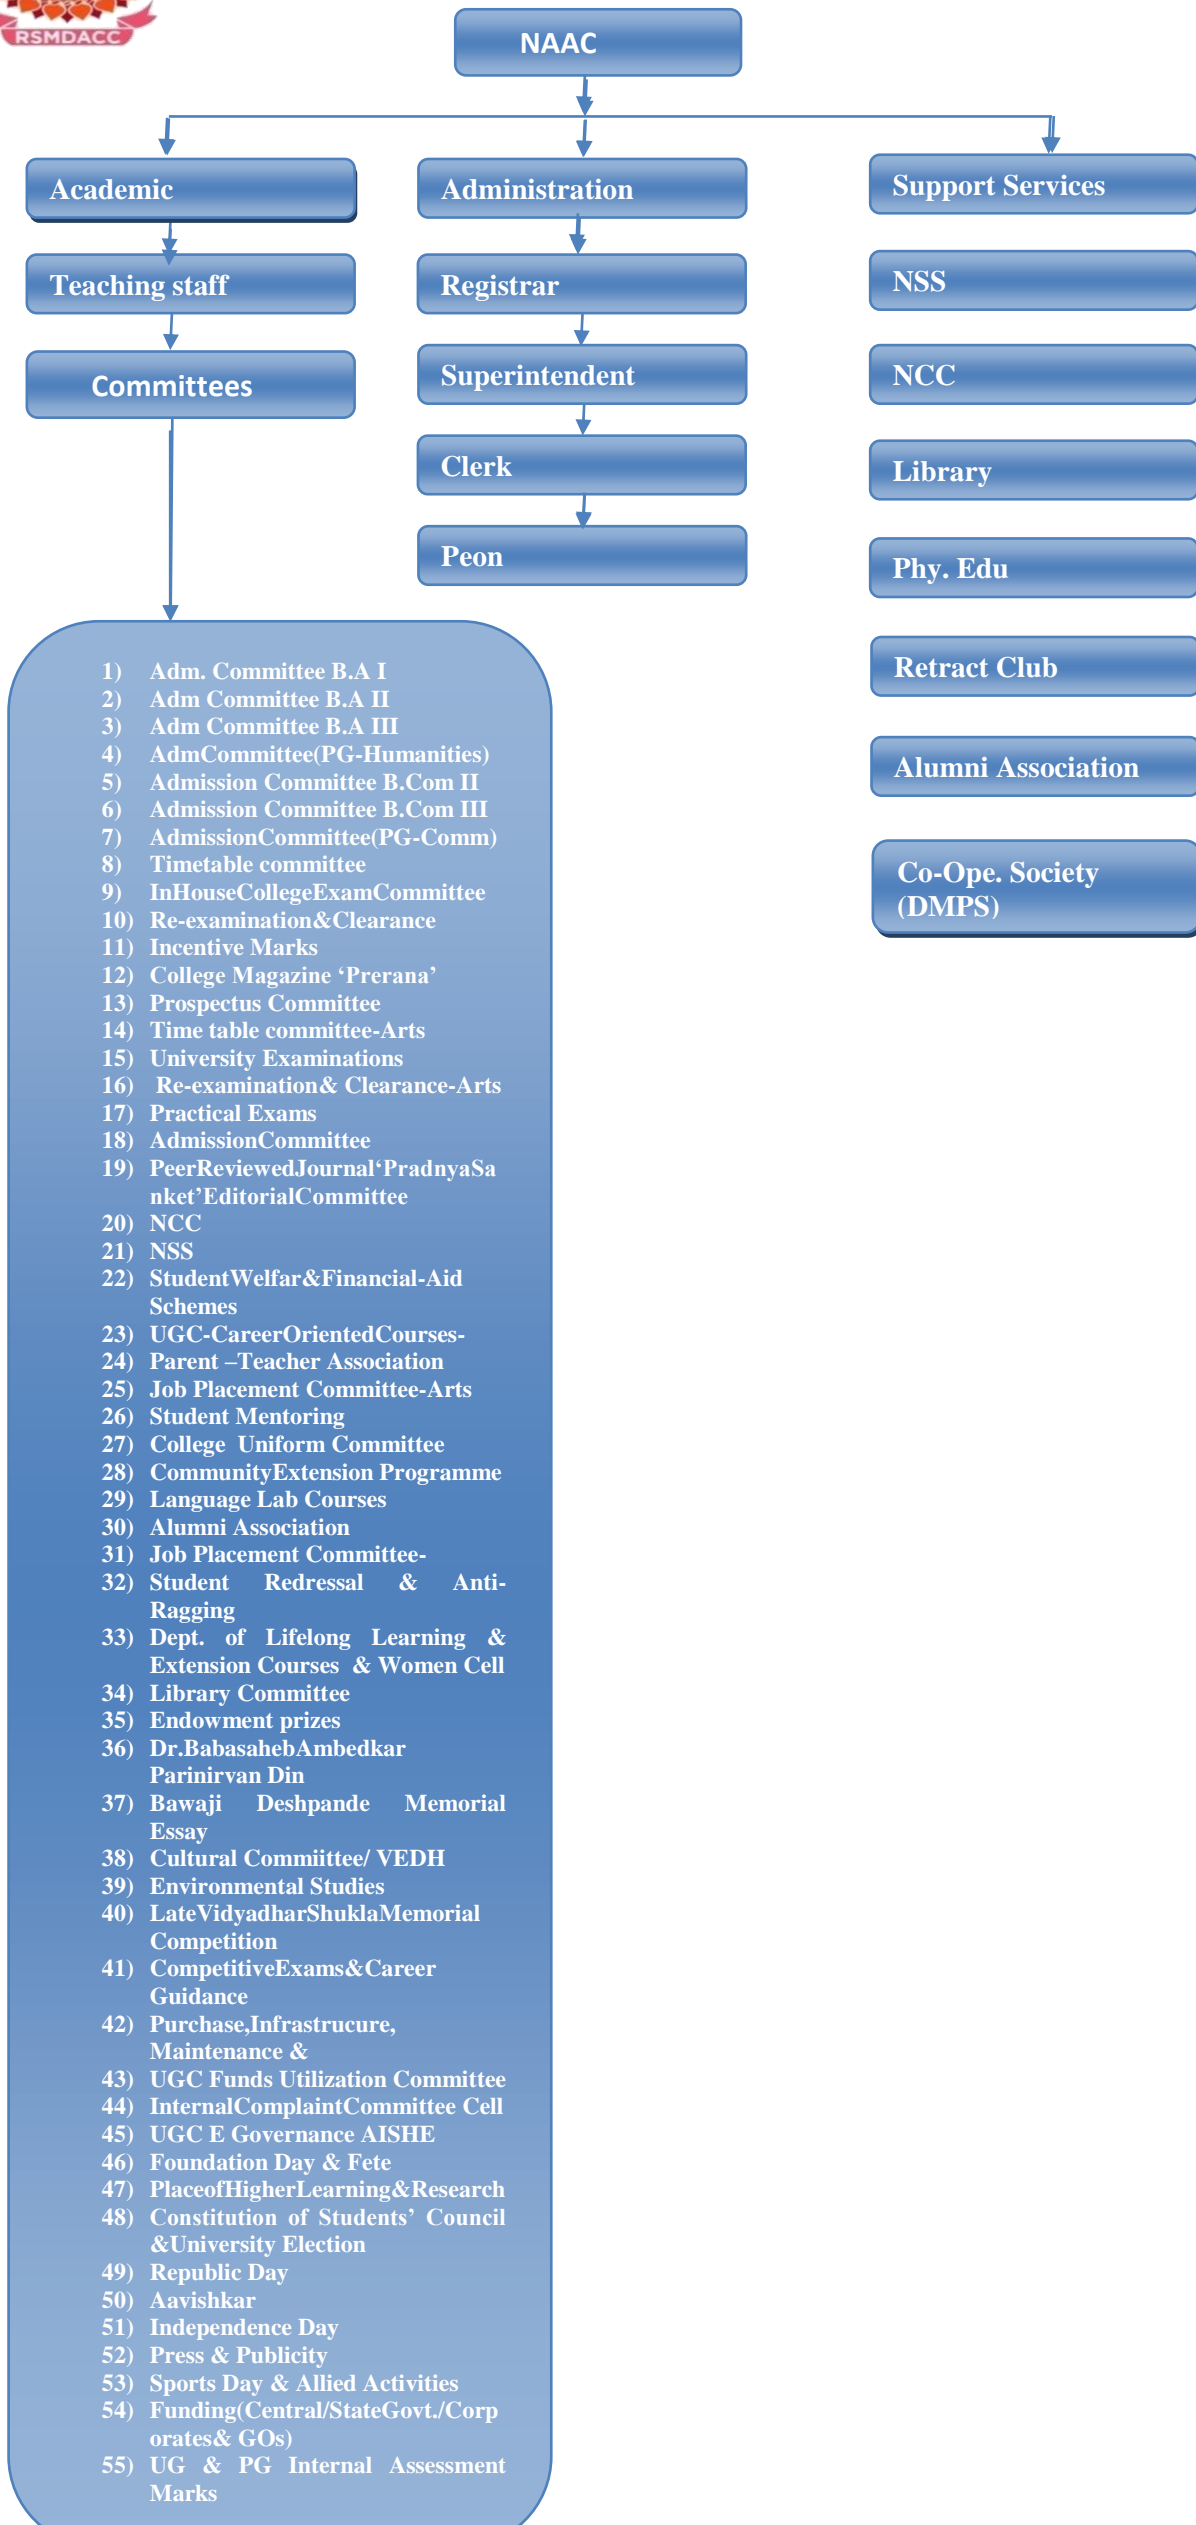 RSMDACC
NAAC
Academic
Administration
Support Services
Teaching staff
Registrar
NSS
Committees
Superintendent
NCC
Clerk
Library
Peon
Phy. Edu
Retract Club
Alumni Association
Co-Ope. Society
(DMPS)
1) Adm. Committee B.A I
2) Adm Committee B.A II
3) Adm Committee B.A III
4) AdmCommittee(PG-Humanities)
5) Admission Committee B.Com II
6) Admission Committee B.Com III
7) AdmissionCommittee(PG-Comm)
8) Timetable committee
9) InHouseCollegeExamCommittee
10) Re-examination&Clearance
11) Incentive Marks
12) College Magazine ‘Prerana’
13) Prospectus Committee
14) Time table committee-Arts
15) University Examinations
16) Re-examination& Clearance-Arts
17) Practical Exams
18) AdmissionCommittee
19) PeerReviewedJournal‘PradnyaSa
nket’EditorialCommittee
20) NCC
21) NSS
22) StudentWelfar&Financial-Aid
Schemes
23) UGC-CareerOrientedCourses-
24) Parent –Teacher Association
25) Job Placement Committee-Arts
26) Student Mentoring
27) College Uniform Committee
28) CommunityExtension Programme
29) Language Lab Courses
30) Alumni Association
31) Job Placement Committee-
32) Student Redressal & Anti-
Ragging
33) Dept. of Lifelong Learning &
Extension Courses & Women Cell
34) Library Committee
35) Endowment prizes
36) Dr.BabasahebAmbedkar
Parinirvan Din
37) Bawaji Deshpande Memorial
Essay
38) Cultural Commiittee/ VEDH
39) Environmental Studies
40) LateVidyadharShuklaMemorial
Competition
41) CompetitiveExams&Career
Guidance
42) Purchase,Infrastrucure,
Maintenance &
43) UGC Funds Utilization Committee
44) InternalComplaintCommittee Cell
45) UGC E Governance AISHE
46) Foundation Day & Fete
47) PlaceofHigherLearning&Research
48) Constitution of Students’ Council
&University Election
49) Republic Day
50) Aavishkar
51) Independence Day
52) Press & Publicity
53) Sports Day & Allied Activities
54) Funding(Central/StateGovt./Corp
orates& GOs)
55) UG & PG Internal Assessment
Marks